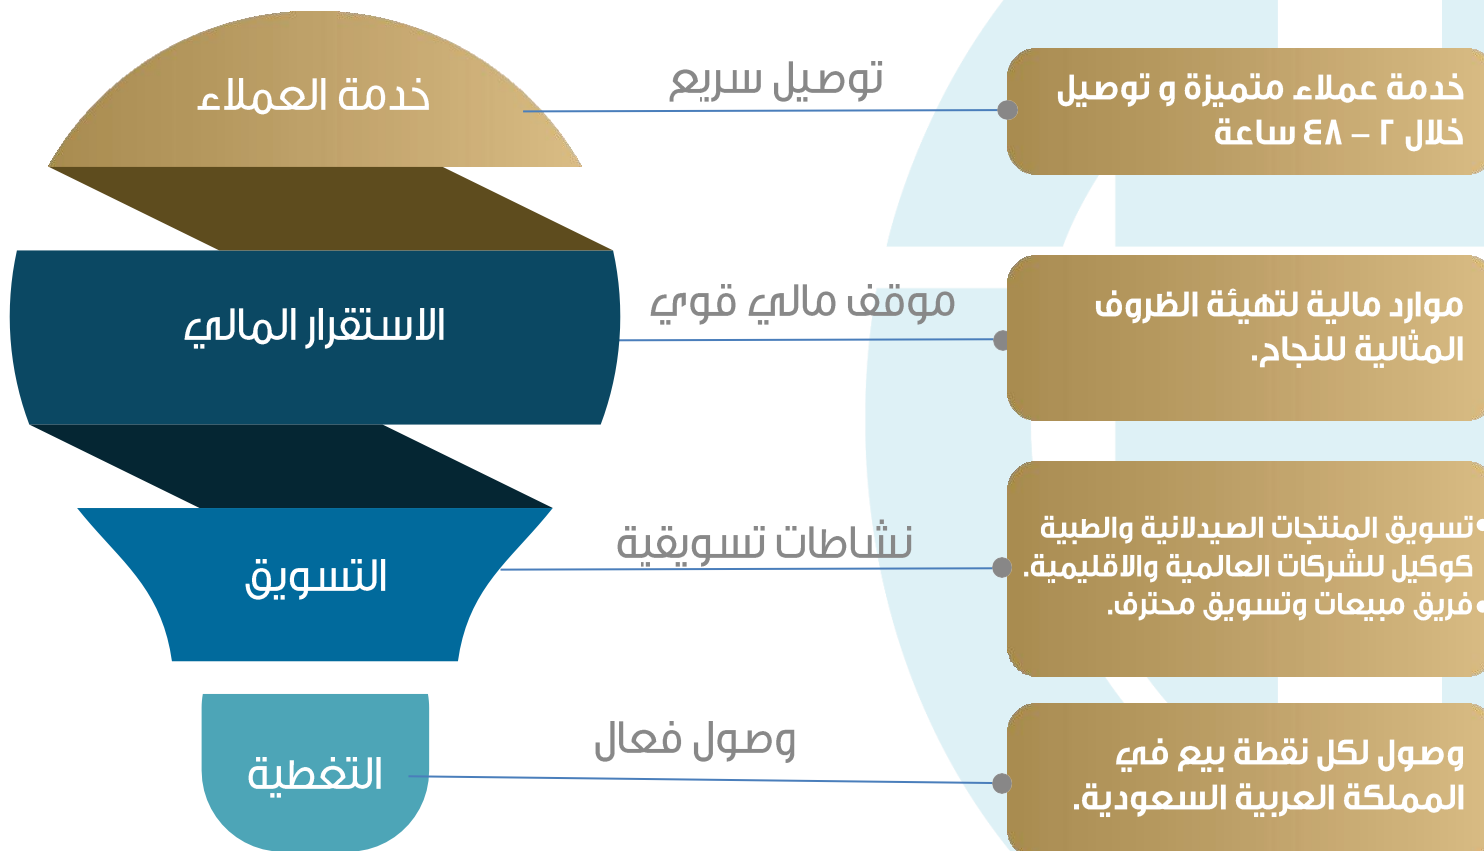 خدمة العملاء
توصيل سريع
خدمة عملاء متميزة و توصيل
خلال ٢ – ٤٨ ساعة
الاستقرار المالي
موقف مالي قوي
موارد مالية لتهيئة الظروف
المثالية للنجاح.
التسويق
نشاطات تسويقية
•تسويق المنتجات الصيدلانية والطبية
كوكيل للشركات العالمية والاقليمية.
•فريق مبيعات وتسويق محترف.
التغطية
وصول فعال
وصول لكل نقطة بيع في
المملكة العربية السعودية.